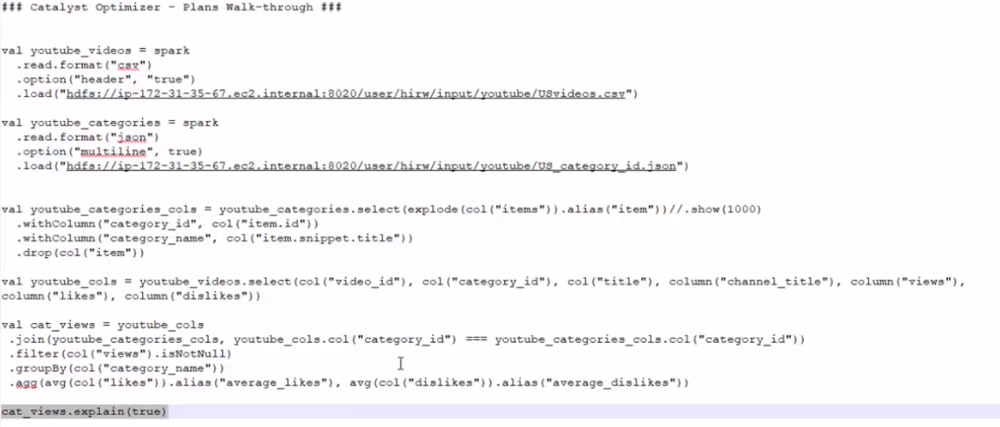 ### Catalyst Optimizer - Plans Walk-through ###
val youtube_videos = spark
.read.format("csv")
.option("header", "true")
.load("hdfs://ip-172-31-35-67.ec2.internal:8020/user/hirw/input/youtube/USvideos.csv")
val youtube_categories = spark
.read.format("json")
.option("multiline", true)
.load("hdfs://ip-172-31-35-67.ec2.internal:8020/user/hirw/input/youtube/US_category_id.json")
val youtube_categories_cols = youtube_categories.select(explode(col("items")).alias("item"))//.show(1000)
.withColumn("category_id", col("item.id"))
.withColumn("category_name", col("item.snippet.title"))
.drop(col("item"))
val youtube_cols = youtube_videos.select(col("video_id"), col("category_id"), col("title"), column("channel_title"), column("views"),
column("likes"), column("dislikes"))
val cat_views = youtube_cols
.join(youtube_categories_cols, youtube_cols.col("category_id") === youtube_categories_cols.col("category_id"))
.filter(col("views").isNotNull)
.groupBy(col("category_name"))
.agg(avg(col("likes")).alias("average_likes"), avg(col("dislikes")).alias("average_dislikes"))
cat_views.explain(true)